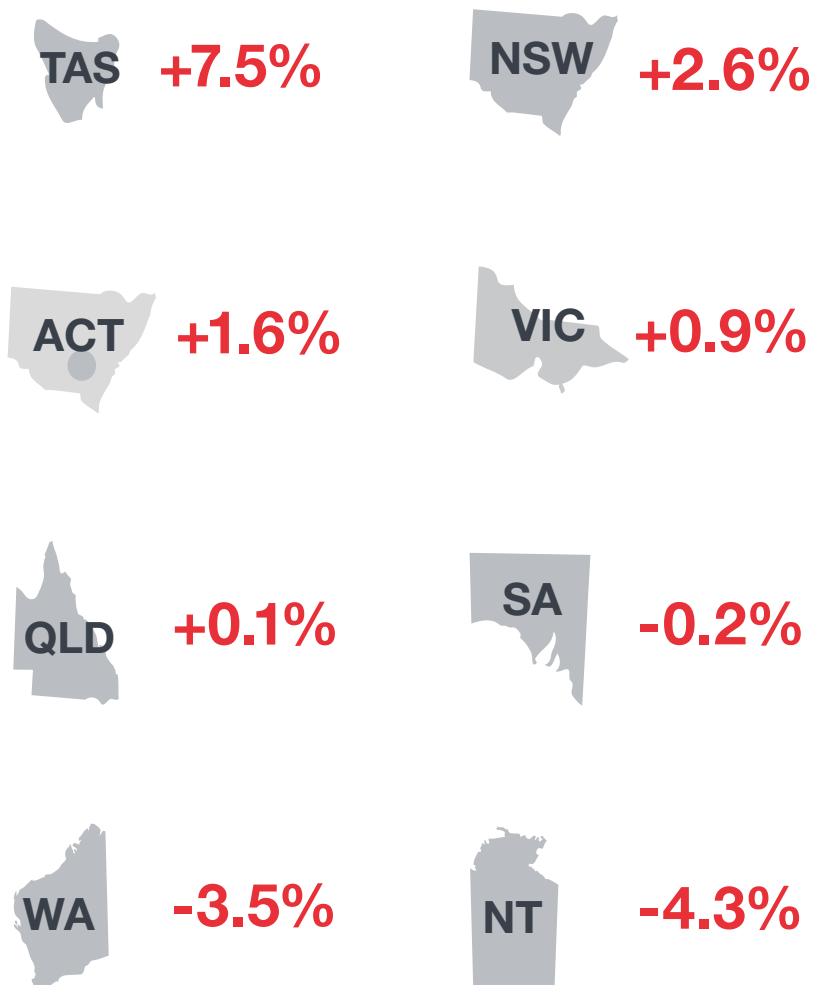 TAS +7.5%
NSW +2.6%
ACT +1.6%
VIC +0.9%
QLD +0.1%
SA -0.2%
WA -3.5%
NT -4.3%